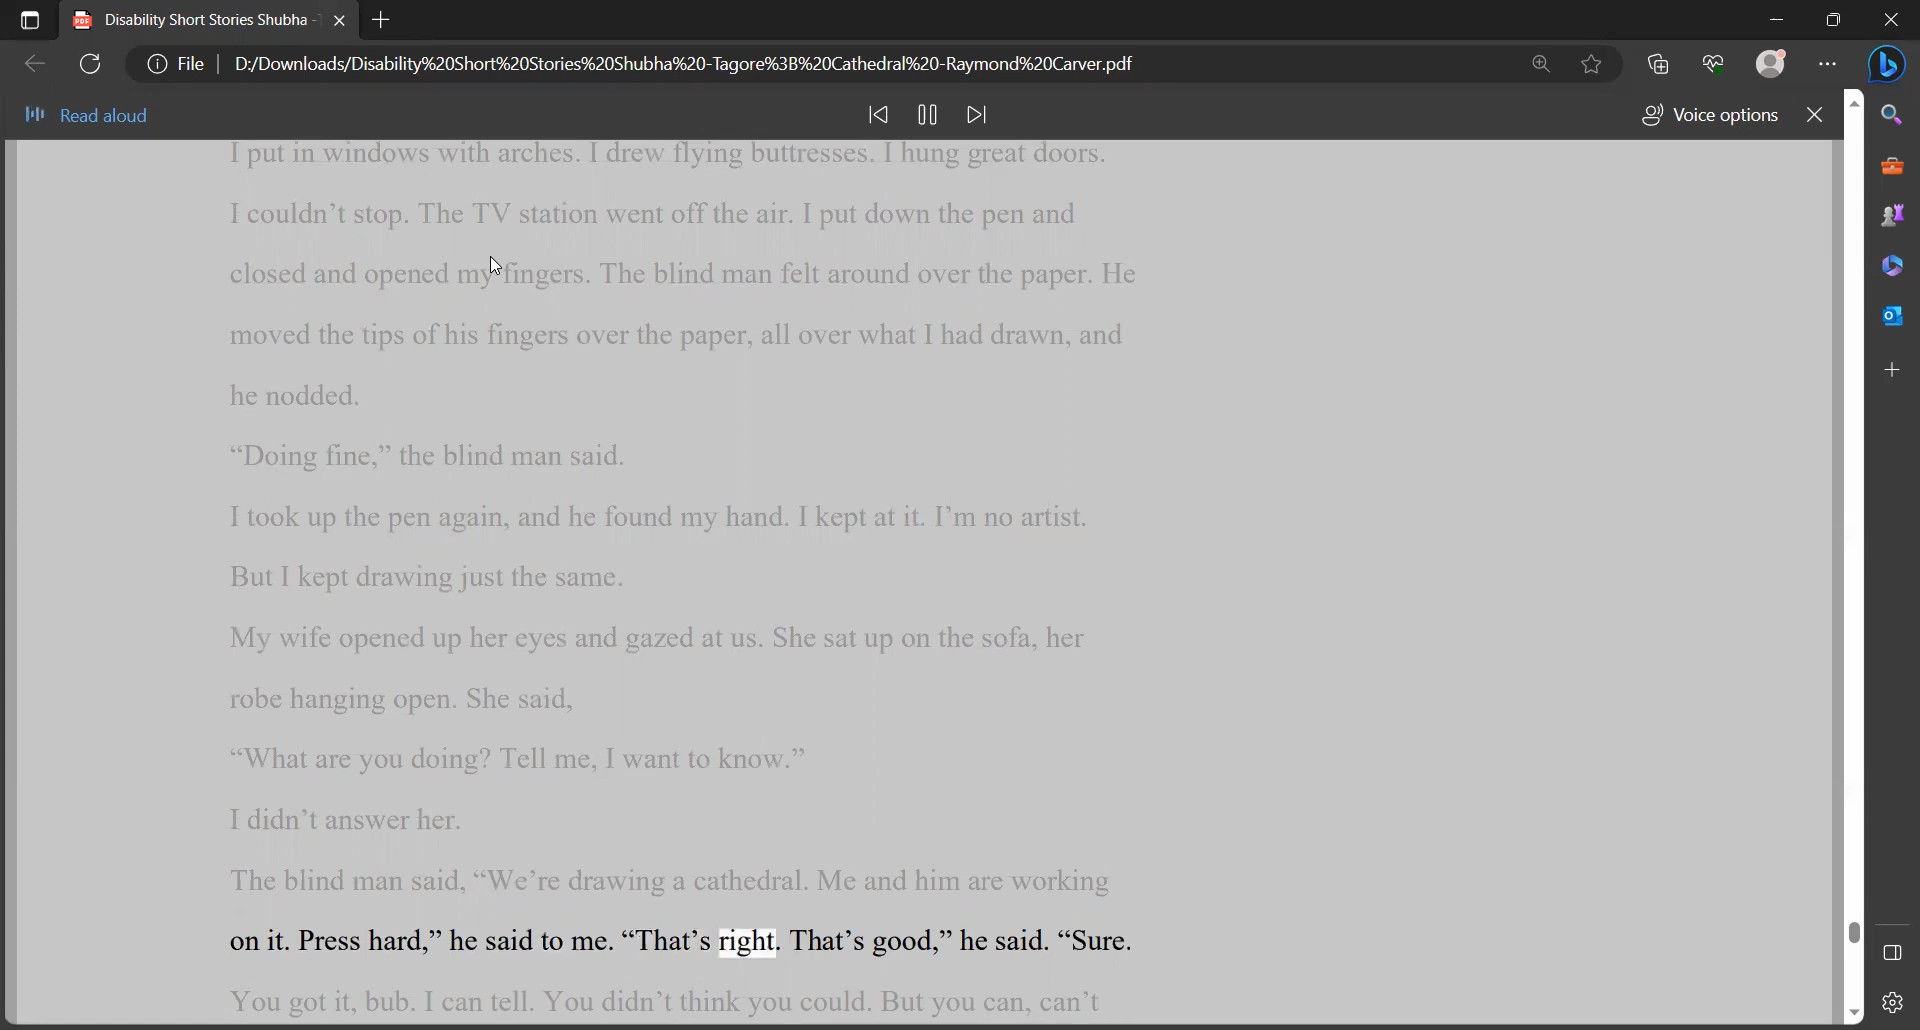 Disability Short Stories Shubha -
File
D:/Downloads/Disability%20Short%20Stories%20Shubha%20-Tagore%3B%20Cathedral%20-Raymond%20Carver.pdf
Read aloud
Voice options
I put in windows with arches. I drew flying buttresses. I hung great doors.
I couldn’t stop. The TV station went off the air. I put down the pen and
closed and opened my fingers. The blind man felt around over the paper. He
moved the tips of his fingers over the paper, all over what I had drawn, and
he nodded.
“Doing fine,” the blind man said.
I took up the pen again, and he found my hand. I kept at it. I’m no artist.
But I kept drawing just the same.
My wife opened up her eyes and gazed at us. She sat up on the sofa, her
robe hanging open. She said,
“What are you doing? Tell me, I want to know.”
I didn’t answer her.
The blind man said, “We’re drawing a cathedral. Me and him are working
on it. Press hard,” he said to me. “That’s right. That’s good,” he said. “Sure.
You got it, bub. I can tell. You didn’t think you could. But you can, can’t